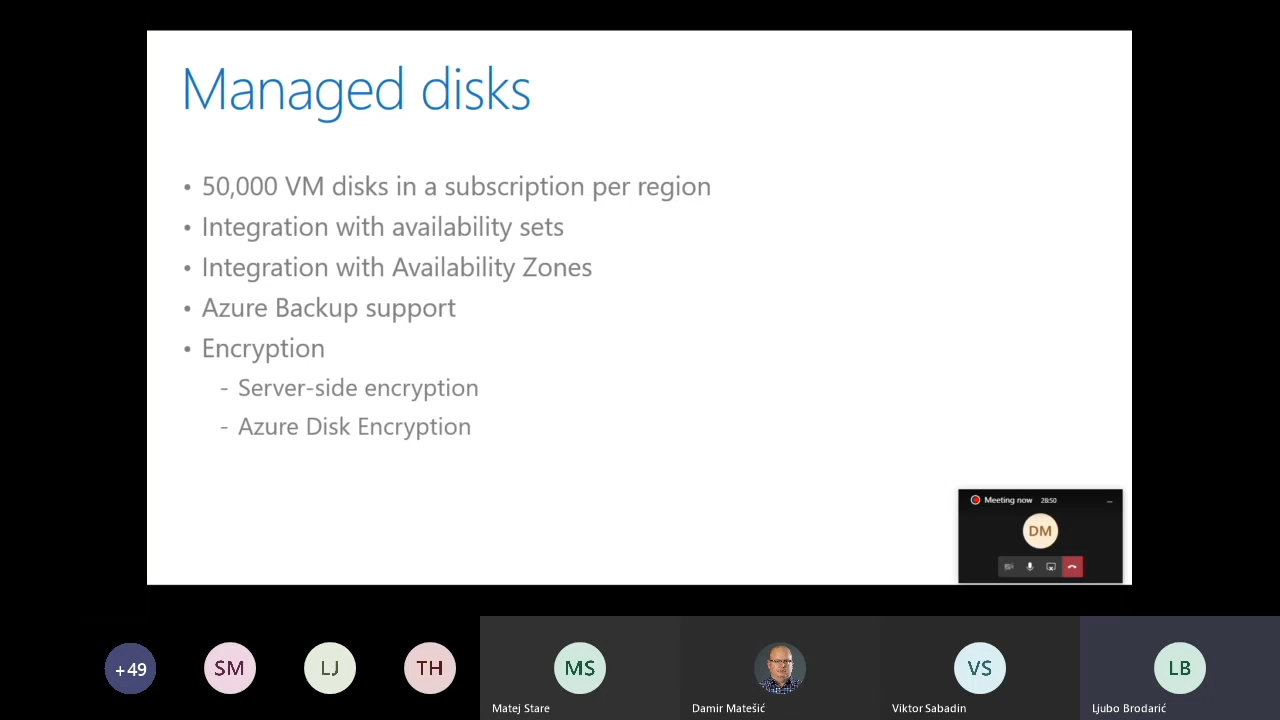 Managed disks
• 50,000 VM disks in a subscription per region
• Integration with availability sets
• Integration with Availability Zones
• Azure Backup support
• Encryption
- Server-side encryption
- Azure Disk Encryption
Meeting now 28:50
DM
+49
SM
LJ
TH
MS
VS
LB
Matej Stare
Damir Matešić
Viktor Sabadin
Ljubo Brodarić